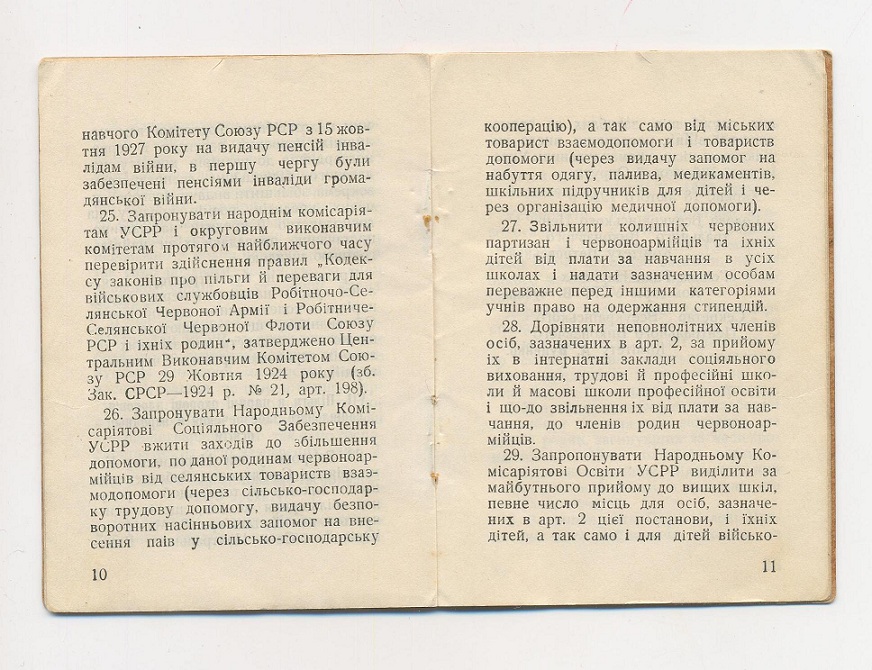 навчого Комітету Союзу РСР з 15 жов-
тня 1927 року на видачу пенсій інва-
лідам війни, в першу чергу були
забезпечені пенсіями інваліди грома-
дянської війни.
25. Запронувати народнім комісарія-
там УСРР і округовим виконавчим
комітетам протягом найближчого часу
перевірити здійснення правил „Кодек-
су законів про пільги й переваги для
військових службовців Робітночо-Се-
лянської Червоної Армії і Робітниче-
Селянської Червоної Флоти Союзу
РСР і їхніх родин“, затверджено Цен-
тральним Виконавчим Комітетом Сою-
зу РСР 29 Жовтня 1924 року (зб.
Зак. СРСР—1924 р. № 21, арт. 198).
26. Запронувати Народньому Комі-
саріятові Соціяльного Забезпечення
УСРР вжити заходів до збільшення
допомоги, по даної родинам червоноар-
мійців від селянських товариств взаэ-
модопомоги (через сільсько-господар-
ку трудову допомогу, видачу безпо-
воротних насінньових запомог на вне-
сення паів у сільсько-господарську
10
кооперацію), а так само від міських
товарист взаємодопомоги і товариств
допомоги (через видачу запомог на
набуття одягу, палива, медикаментів,
шкільних підручників для дітей і че-
рез організацію медичної допомоги).
27. Звільнити колишніх червоних
партизан і червоноармійців та їхніх
дітей від плати за навчання в усіх
школах і надати зазначеним особам
переважне перед іншими категоріями
учнів право на одержання стипендій.
28. Дорівняти неповнолітних членів
осіб, зазначених в арт. 2, за прийому
їх в інтернатні заклади соціяльного
виховання, трудові й професійні шко-
ли й масові школи професійної освіти
і що-до звільнення їх від плати за нав-
чання, до членів родин червоноар-
мійців.
29. Запропонувати Народньому Ко-
місаріятові Освіти УСРР виділити за
майбутнього прийому до вищих шкіл,
певне число місць для осіб, зазначе-
них в арт. 2 цієї постанови, і їхніх
дітей, а так само і для дітей військо-
11